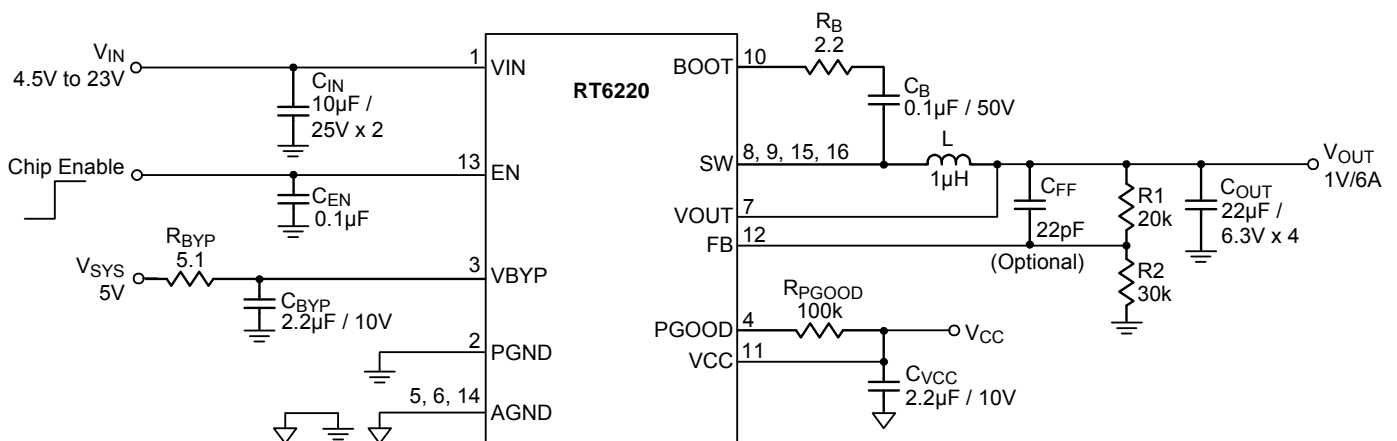 V_IN
4.5V to 23V
C_IN
10µF /
25V x 2
1
VIN
Chip Enable
C_EN
0.1µF
13
EN
V_SYS
5V
R_BYP
5.1
C_BYP
2.2µF / 10V
3
VBYP
2
PGND
5, 6, 14
AGND
RT6220
BOOT
10
R_B
2.2
C_B
0.1µF / 50V
SW
8, 9, 15, 16
L
1µH
VOUT
7
FB
12
C_FF
22pF
(Optional)
R1
20k
R2
30k
C_OUT
22µF /
6.3V x 4
V_OUT
1V/6A
PGOOD
4
R_PGOOD
100k
V_CC
VCC
11
C_VCC
2.2µF / 10V